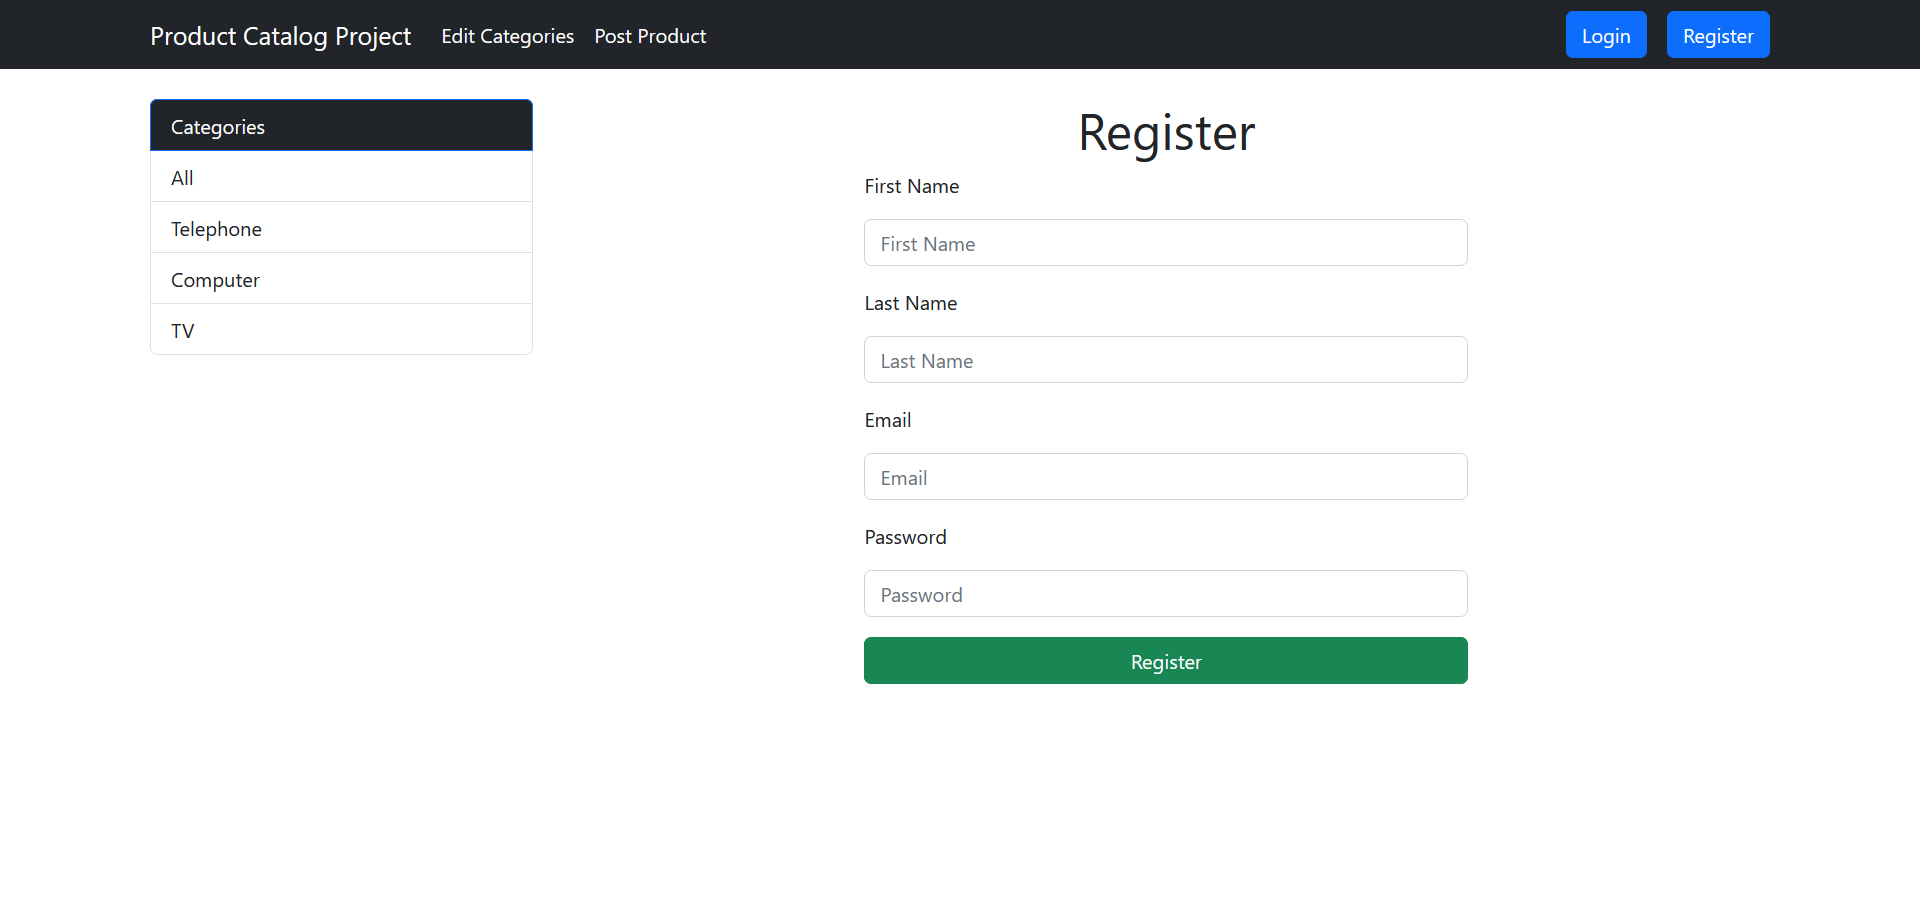 Product Catalog Project Edit Categories Post Product Login Register
Categories
All
Telephone
Computer
TV
Register
First Name
First Name
Last Name
Last Name
Email
Email
Password
Password
Register